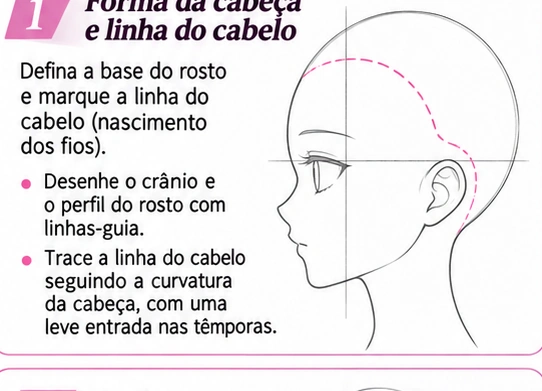 1
Forma da cabeça
e linha do cabelo
Defina a base do rosto
e marque a linha do
cabelo (nascimento
dos fios).
Desenhe o crânio e
o perfil do rosto com
linhas-guia.
Trace a linha do cabelo
seguindo a curvatura
da cabeça, com uma
leve entrada nas têmporas.